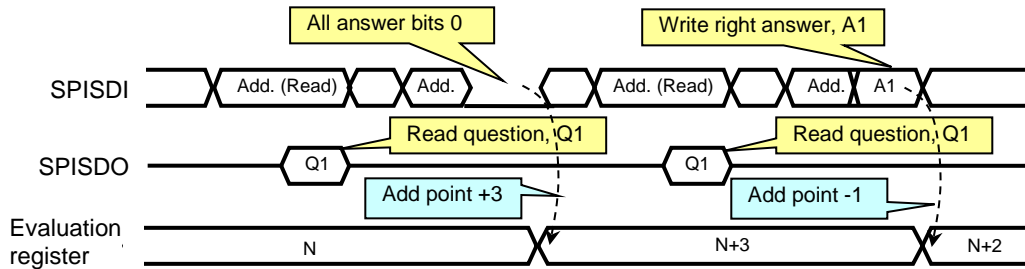 All answer bits 0
Write right answer, A1
SPISDI
Add. (Read)
Add.
Add. (Read)
Add.
A1
Read question, Q1
Read question, Q1
SPISDO
Q1
Q1
Add point +3
Add point -1
Evaluation
register
N
N+3
N+2